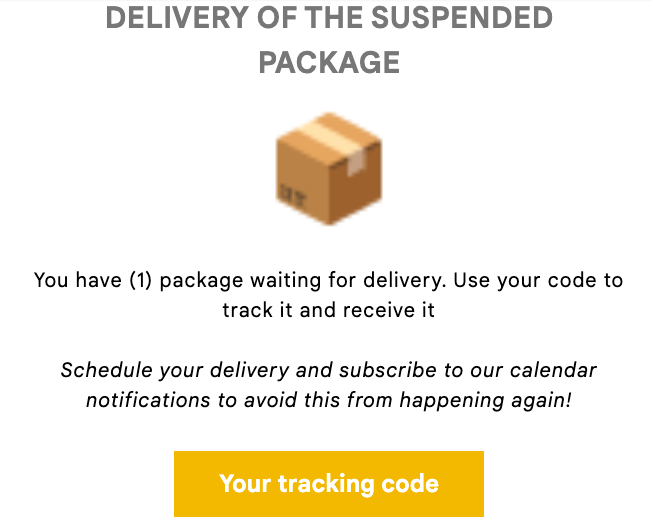 DELIVERY OF THE SUSPENDED
PACKAGE
You have (1) package waiting for delivery. Use your code to
track it and receive it
Schedule your delivery and subscribe to our calendar
notifications to avoid this from happening again!
Your tracking code